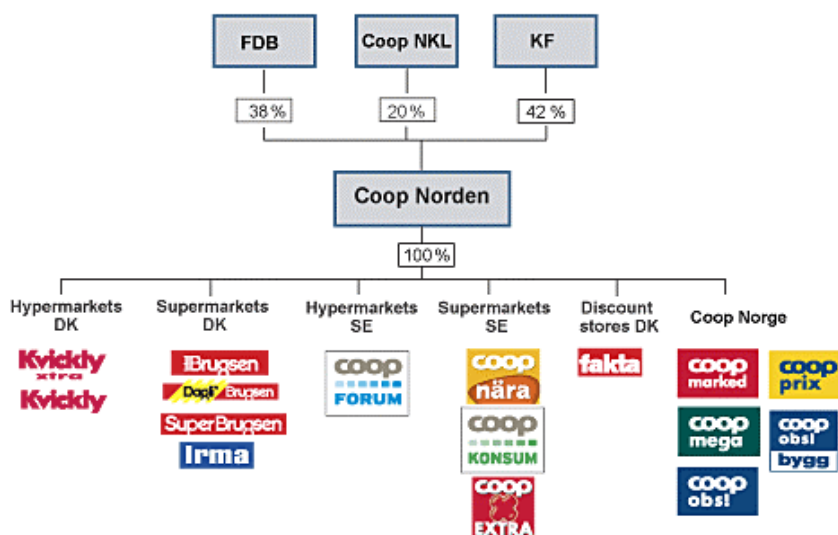 FDB
Coop NKL
KF
38%
20%
42%
Coop Norden
100%
Hypermarkets
DK
Supermarkets
DK
Hypermarkets
SE
Supermarkets
SE
Discount
stores DK
Coop Norge
Kvickly
xtra
Kvickly
Brugsen
Dagli' Brugsen
SuperBrugsen
Irma
coop
FORUM
coop
nära
coop
KONSUM
coop
EXTRA
fakta
coop
marked
coop
prix
coop
mega
coop
obs!
bygg
coop
obs!